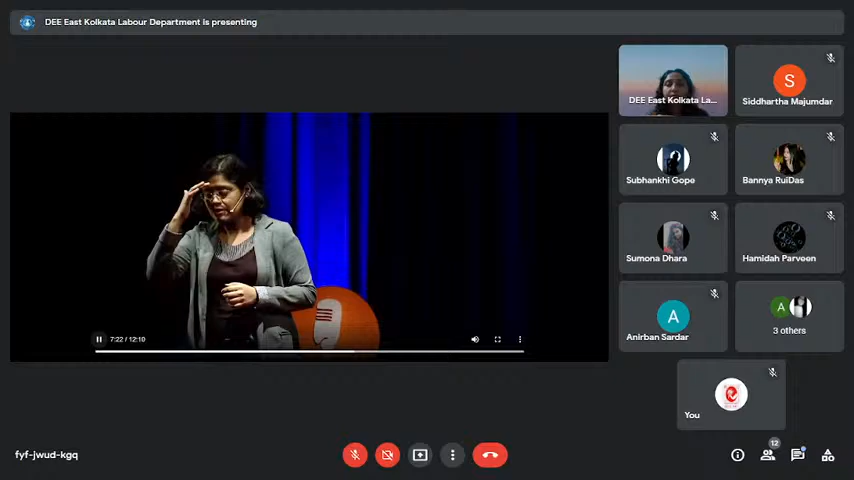 DEE East Kolkata Labour Department is presenting
DEE East Kolkata La...
S
Siddhartha Majumdar
Subhankhi Gope
Bannya RuiDas
Sumona Dhara
Hamidah Parveen
A
Anirban Sardar
A
3 others
7:22 / 12:10
You
fyf-jwud-kgq
12